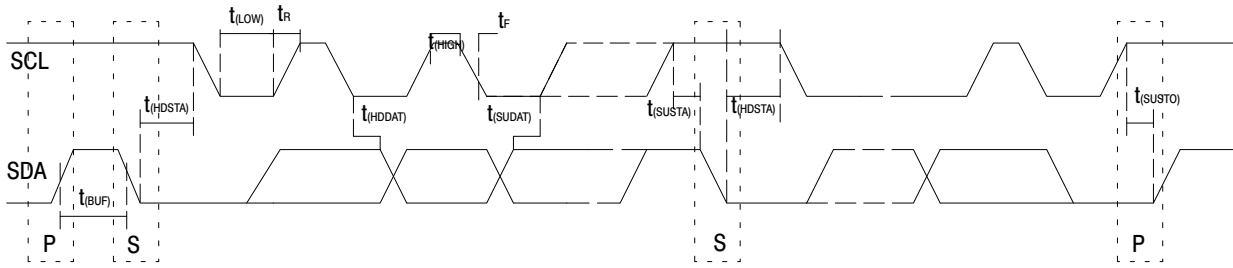 t(LOW) tR t(HIGH) tF
SCL
t(HDSTA) t(HDDAT) t(SUDAT) t(SUSTA) t(HDSTA) t(SUSTO)
SDA
t(BUF)
P S S P